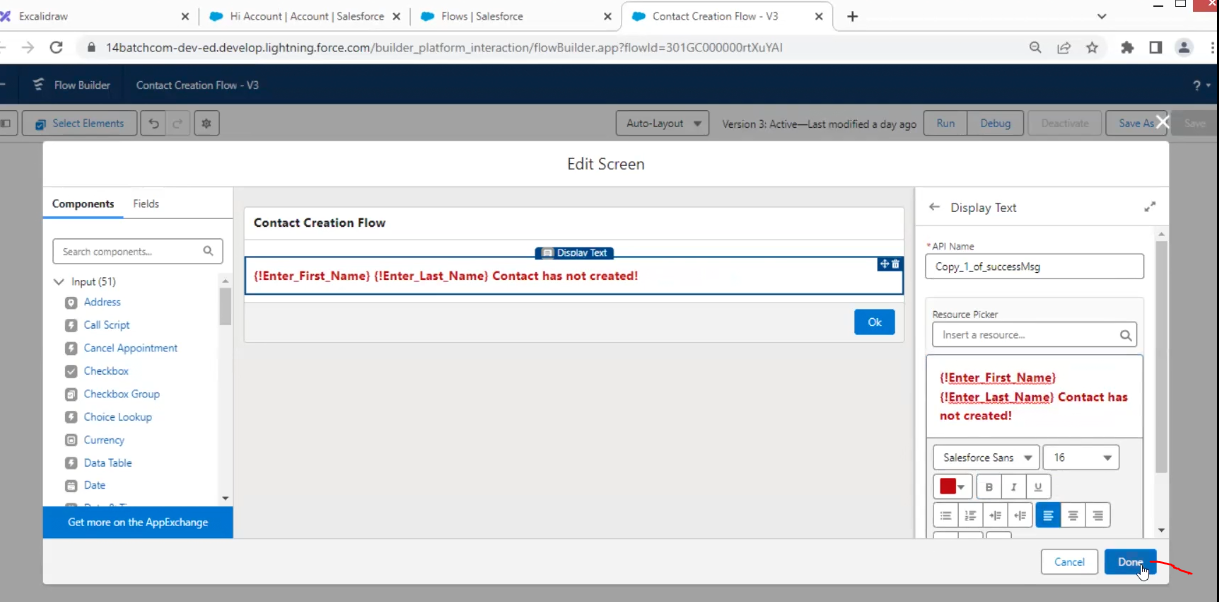 Excalidraw
Hi Account | Account | Salesforce
Flows | Salesforce
Contact Creation Flow - V3
14batchcom-dev-ed.develop.lightning.force.com/builder_platform_interaction/flowBuilder.app?flowId=301GC000000rtXuYAI
Flow Builder
Contact Creation Flow - V3
?
Select Elements
Auto-Layout
Version 3: Active—Last modified a day ago
Run
Debug
Deactivate
Save As
Save
Edit Screen
Components
Fields
Search components...
Input (51)
Address
Call Script
Cancel Appointment
Checkbox
Checkbox Group
Choice Lookup
Currency
Data Table
Date
Get more on the AppExchange
Contact Creation Flow
Display Text
{!Enter_First_Name} {!Enter_Last_Name} Contact has not created!
Ok
Display Text
*API Name
Copy_1_of_successMsg
Resource Picker
Insert a resource...
{!Enter_First_Name}
{!Enter_Last_Name} Contact has
not created!
Salesforce Sans
16
B
I
U
Cancel
Done